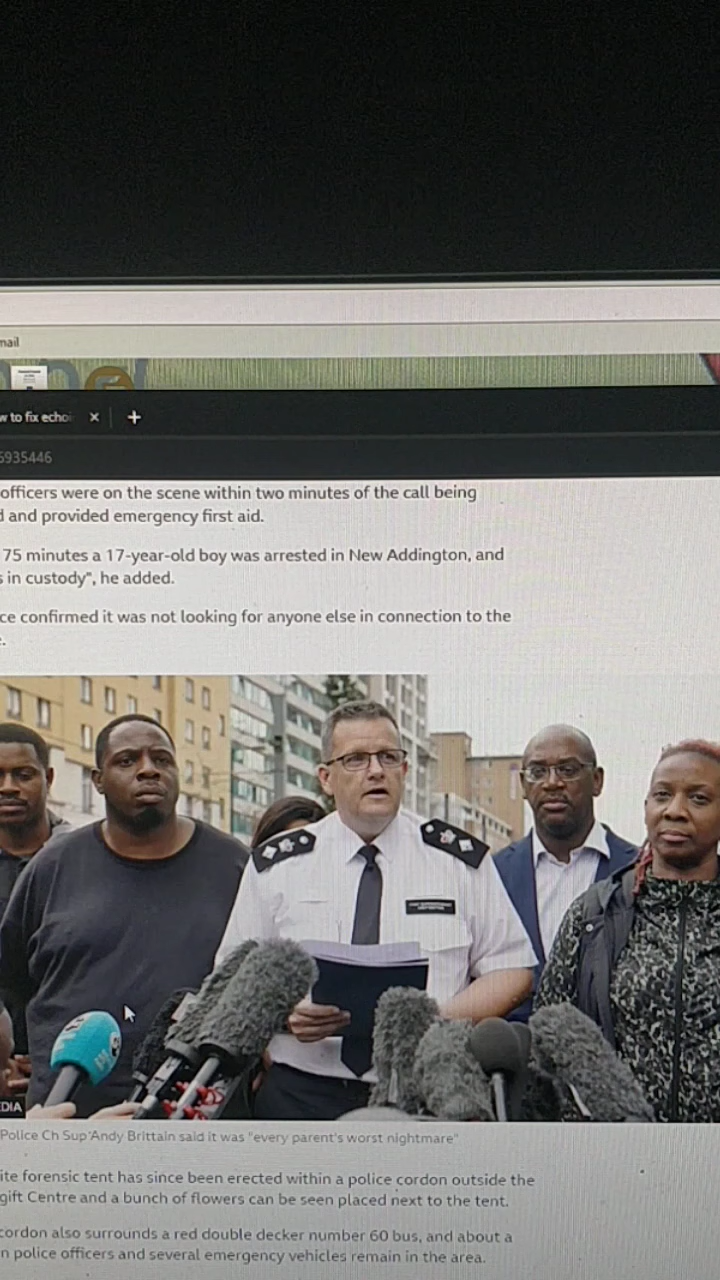 nail
w to fix echoi
5935446
officers were on the scene within two minutes of the call being
d and provided emergency first aid.
75 minutes a 17-year-old boy was arrested in New Addington, and
s in custody", he added.
ce confirmed it was not looking for anyone else in connection to the
e.
DIA
Police Ch Sup Andy Brittain said it was "every parent's worst nightmare"
ite forensic tent has since been erected within a police cordon outside the
gift Centre and a bunch of flowers can be seen placed next to the tent.
cordon also surrounds a red double decker number 60 bus, and about a
n police officers and several emergency vehicles remain in the area.